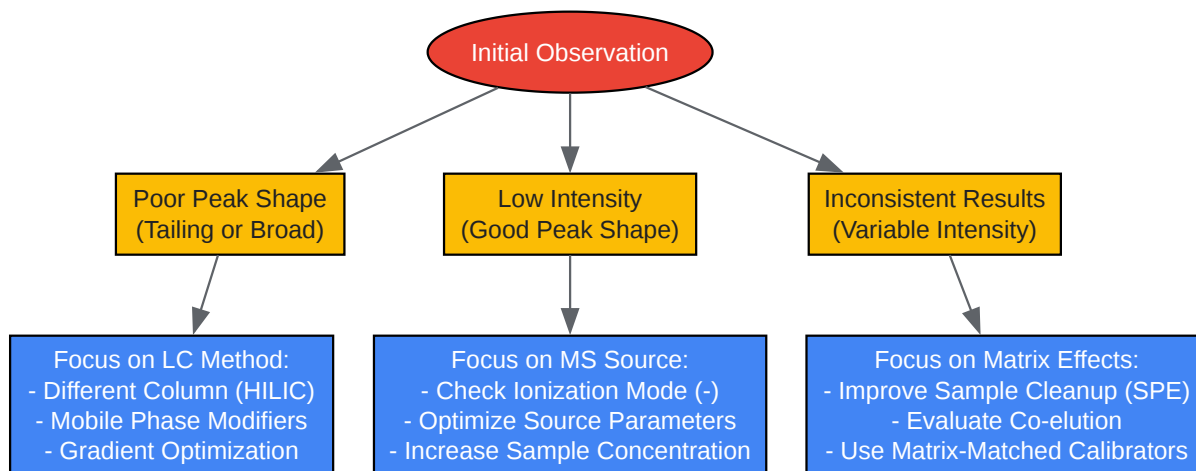 Initial Observation
Poor Peak Shape
(Tailing or Broad)
Low Intensity
(Good Peak Shape)
Inconsistent Results
(Variable Intensity)
Focus on LC Method:
- Different Column (HILIC)
- Mobile Phase Modifiers
- Gradient Optimization
Focus on MS Source:
- Check Ionization Mode (-)
- Optimize Source Parameters
- Increase Sample Concentration
Focus on Matrix Effects:
- Improve Sample Cleanup (SPE)
- Evaluate Co-elution
- Use Matrix-Matched Calibrators